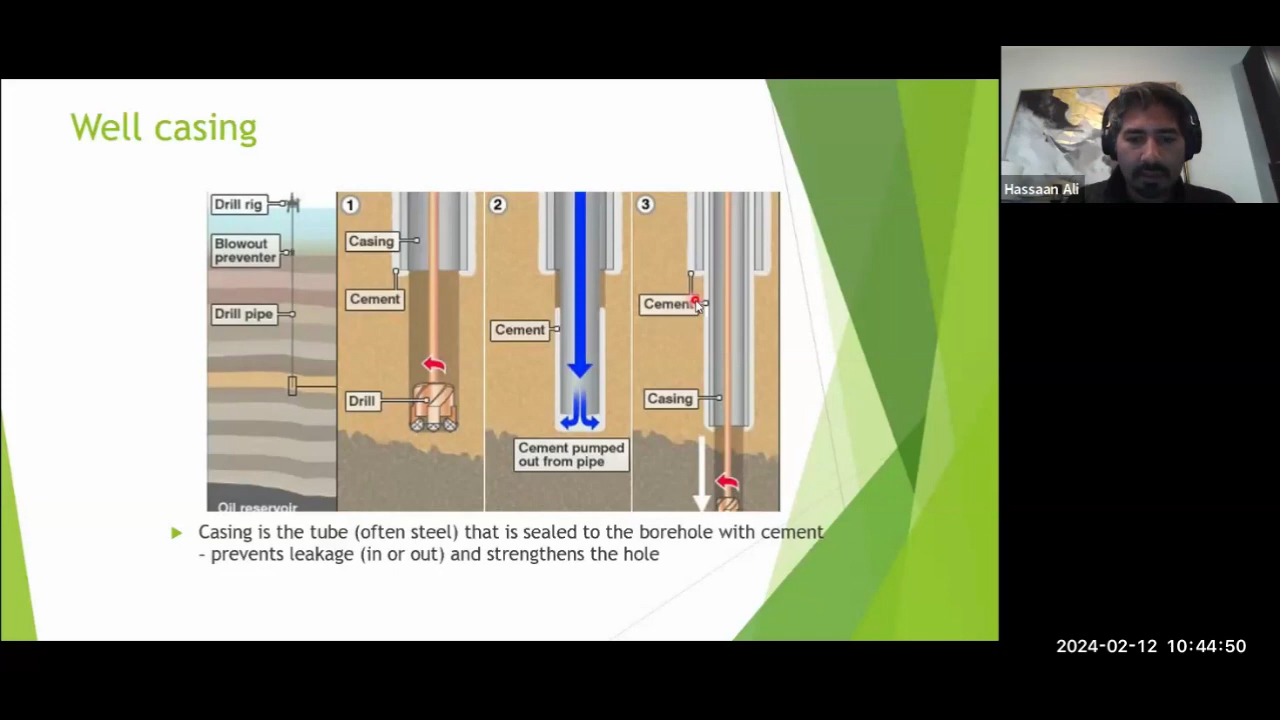 Well casing
Drill rig
Blowout
preventer
Drill pipe
Oil reservoir
1
Casing
Cement
Drill
2
Cement
Cement pumped
out from pipe
3
Cement
Casing
Casing is the tube (often steel) that is sealed to the borehole with cement
– prevents leakage (in or out) and strengthens the hole
Hassaan Ali
2024-02-12 10:44:50